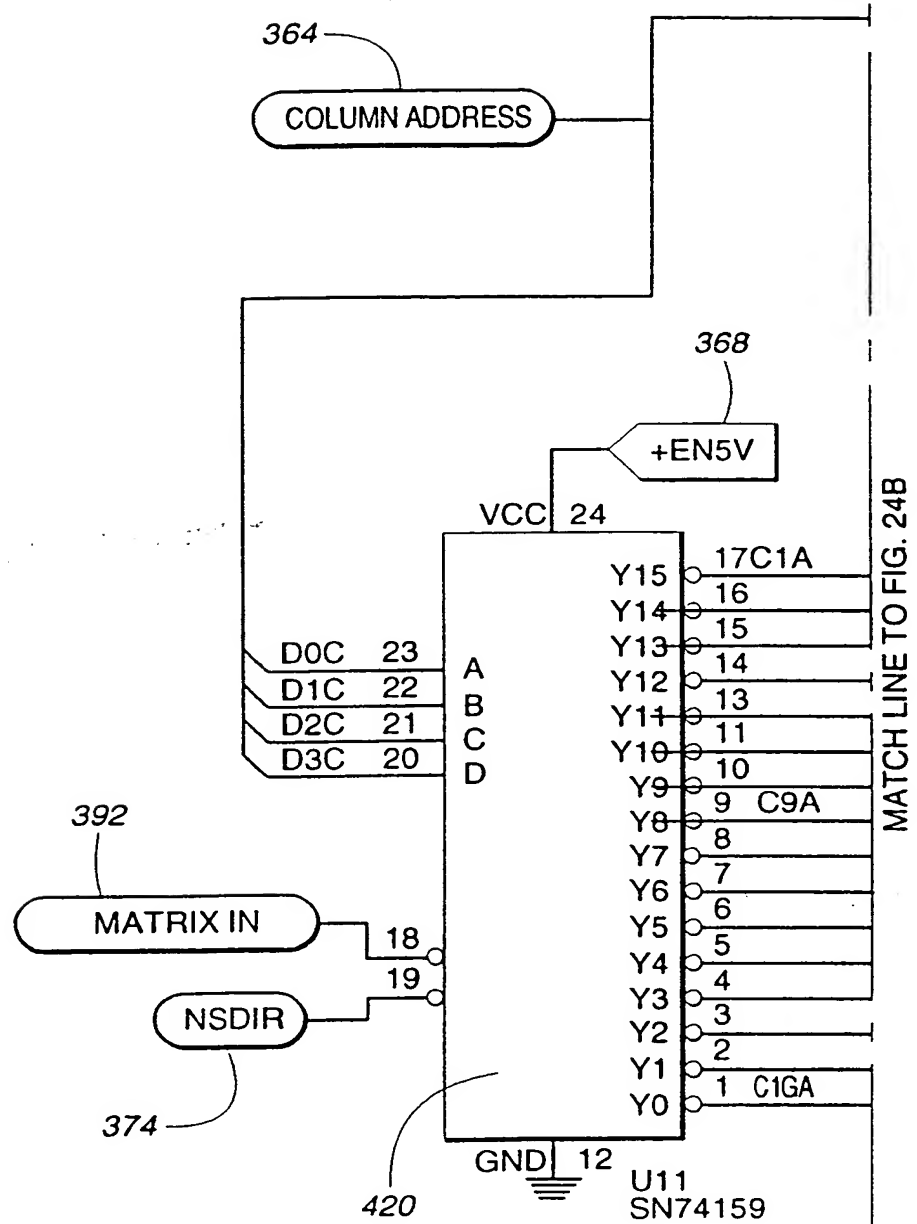 364
COLUMN ADDRESS
368
+EN5V
VCC 24
MATCH LINE TO FIG. 24B
Y15 17 C1A
Y14 16
Y13 15
Y12 14
Y11 13
Y10 11
Y9 10
Y8 9 C9A
Y7 8
Y6 7
Y5 6
Y4 5
Y3 4
Y2 3
Y1 2
Y0 1 C1GA
D0C 23 A
D1C 22 B
D2C 21 C
D3C 20 D
392
MATRIX IN
18
19
NSDIR
374
GND 12
420
U11
SN74159